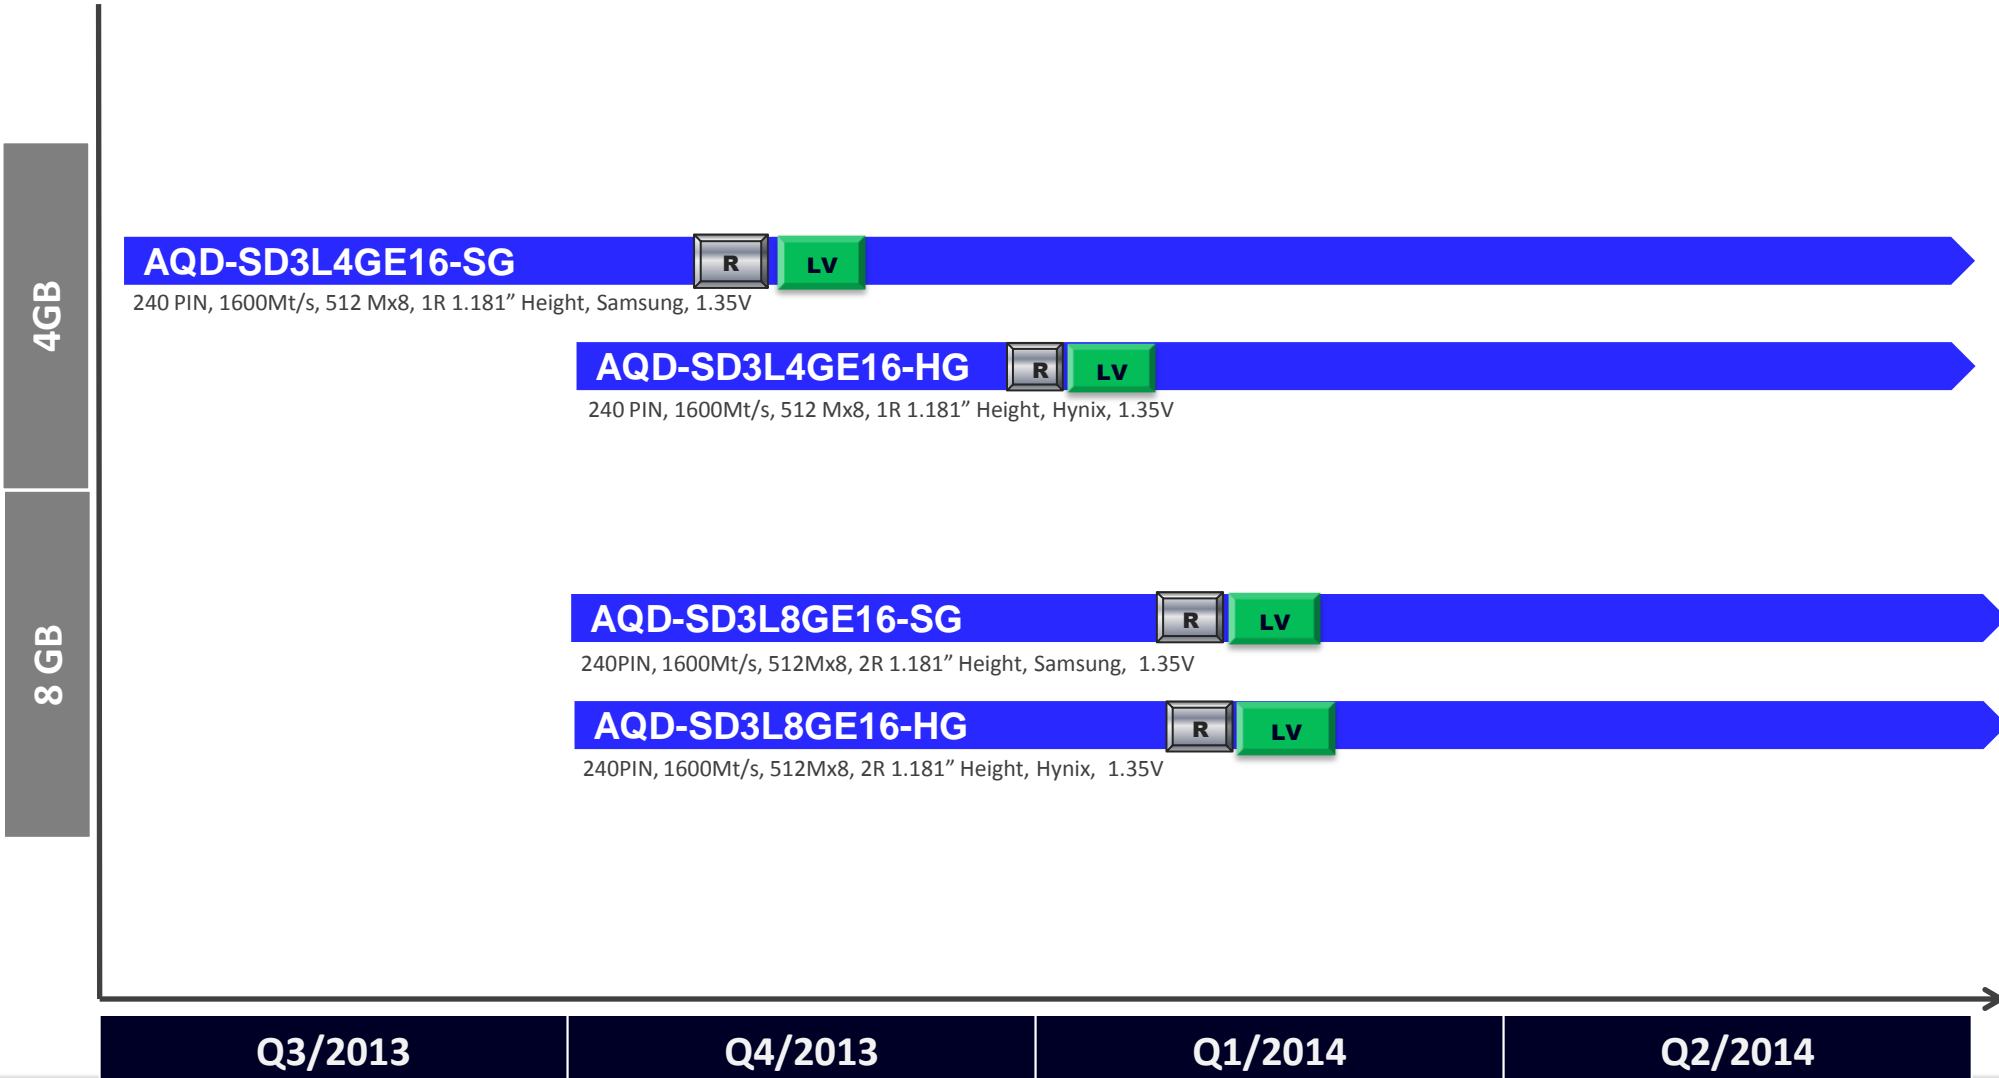 4GB
AQD-SD3L4GE16-SG R LV
240 PIN, 1600Mt/s, 512 Mx8, 1R 1.181” Height, Samsung, 1.35V
AQD-SD3L4GE16-HG R LV
240 PIN, 1600Mt/s, 512 Mx8, 1R 1.181” Height, Hynix, 1.35V
8 GB
AQD-SD3L8GE16-SG R LV
240PIN, 1600Mt/s, 512Mx8, 2R 1.181” Height, Samsung, 1.35V
AQD-SD3L8GE16-HG R LV
240PIN, 1600Mt/s, 512Mx8, 2R 1.181” Height, Hynix, 1.35V
Q3/2013 Q4/2013 Q1/2014 Q2/2014